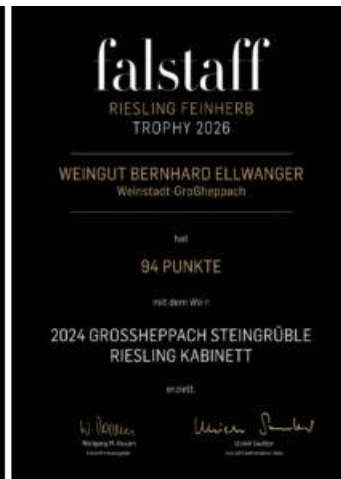 falstaff
RIESLING FEINHERB
TROPHY 2026
WEINGUT BERNHARD ELLWANGER
Weinstadt-Großheppach
hat
94 PUNKTE
mit dem Wein
2024 GROSSHEPPACH STEINGRÜBLE
RIESLING KABINETT
erzielt.